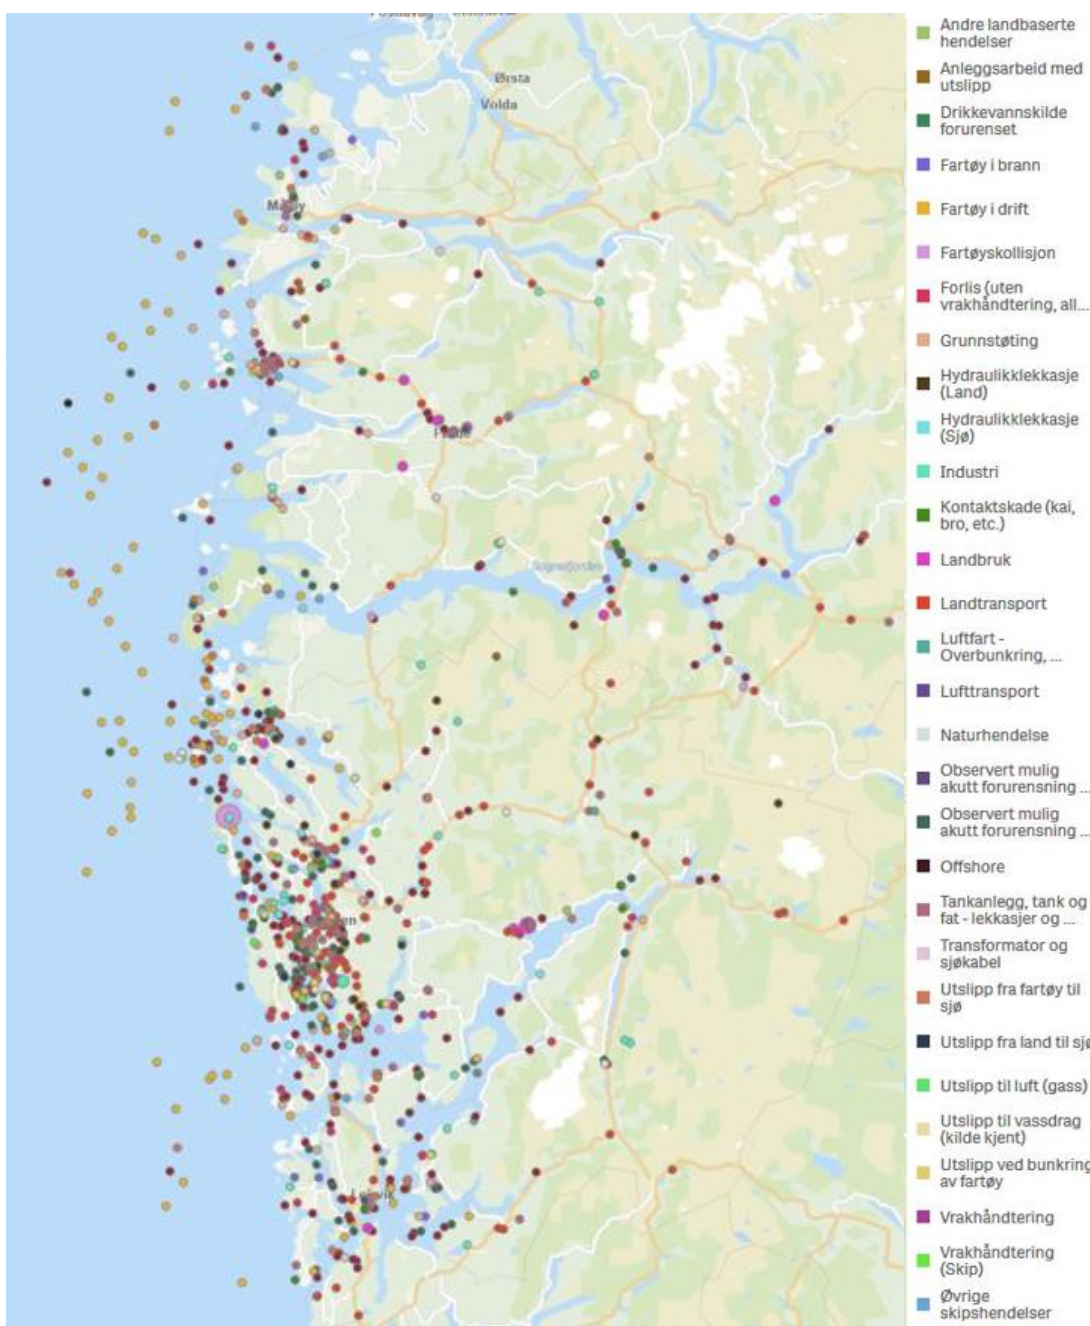 Ørsta
Volda
Måløy
Førde
Sognefjorden
Leirvik
Andre landbaserte
hendelser
Anleggsarbeid med
utslipp
Drikkevannskilde
forurenset
Fartøy i brann
Fartøy i drift
Fartøyskollisjon
Forlis (uten
vrakhåndtering, all...
Grunnstøting
Hydraulikklekkasje
(Land)
Hydraulikklekkasje
(Sjø)
Industri
Kontaktskade (kai,
bro, etc.)
Landbruk
Landtransport
Luftfart -
Overbunkring, ...
Lufttransport
Naturhendelse
Observert mulig
akutt forurensning ...
Observert mulig
akutt forurensning ...
Offshore
Tankanlegg, tank og
fat - lekkasjer og ...
Transformator og
sjøkabel
Utslipp fra fartøy til
sjø
Utslipp fra land til sjø
Utslipp til luft (gass)
Utslipp til vassdrag
(kilde kjent)
Utslipp ved bunkring
av fartøy
Vrakhåndtering
Vrakhåndtering
(Skip)
Øvrige
skipshendelser